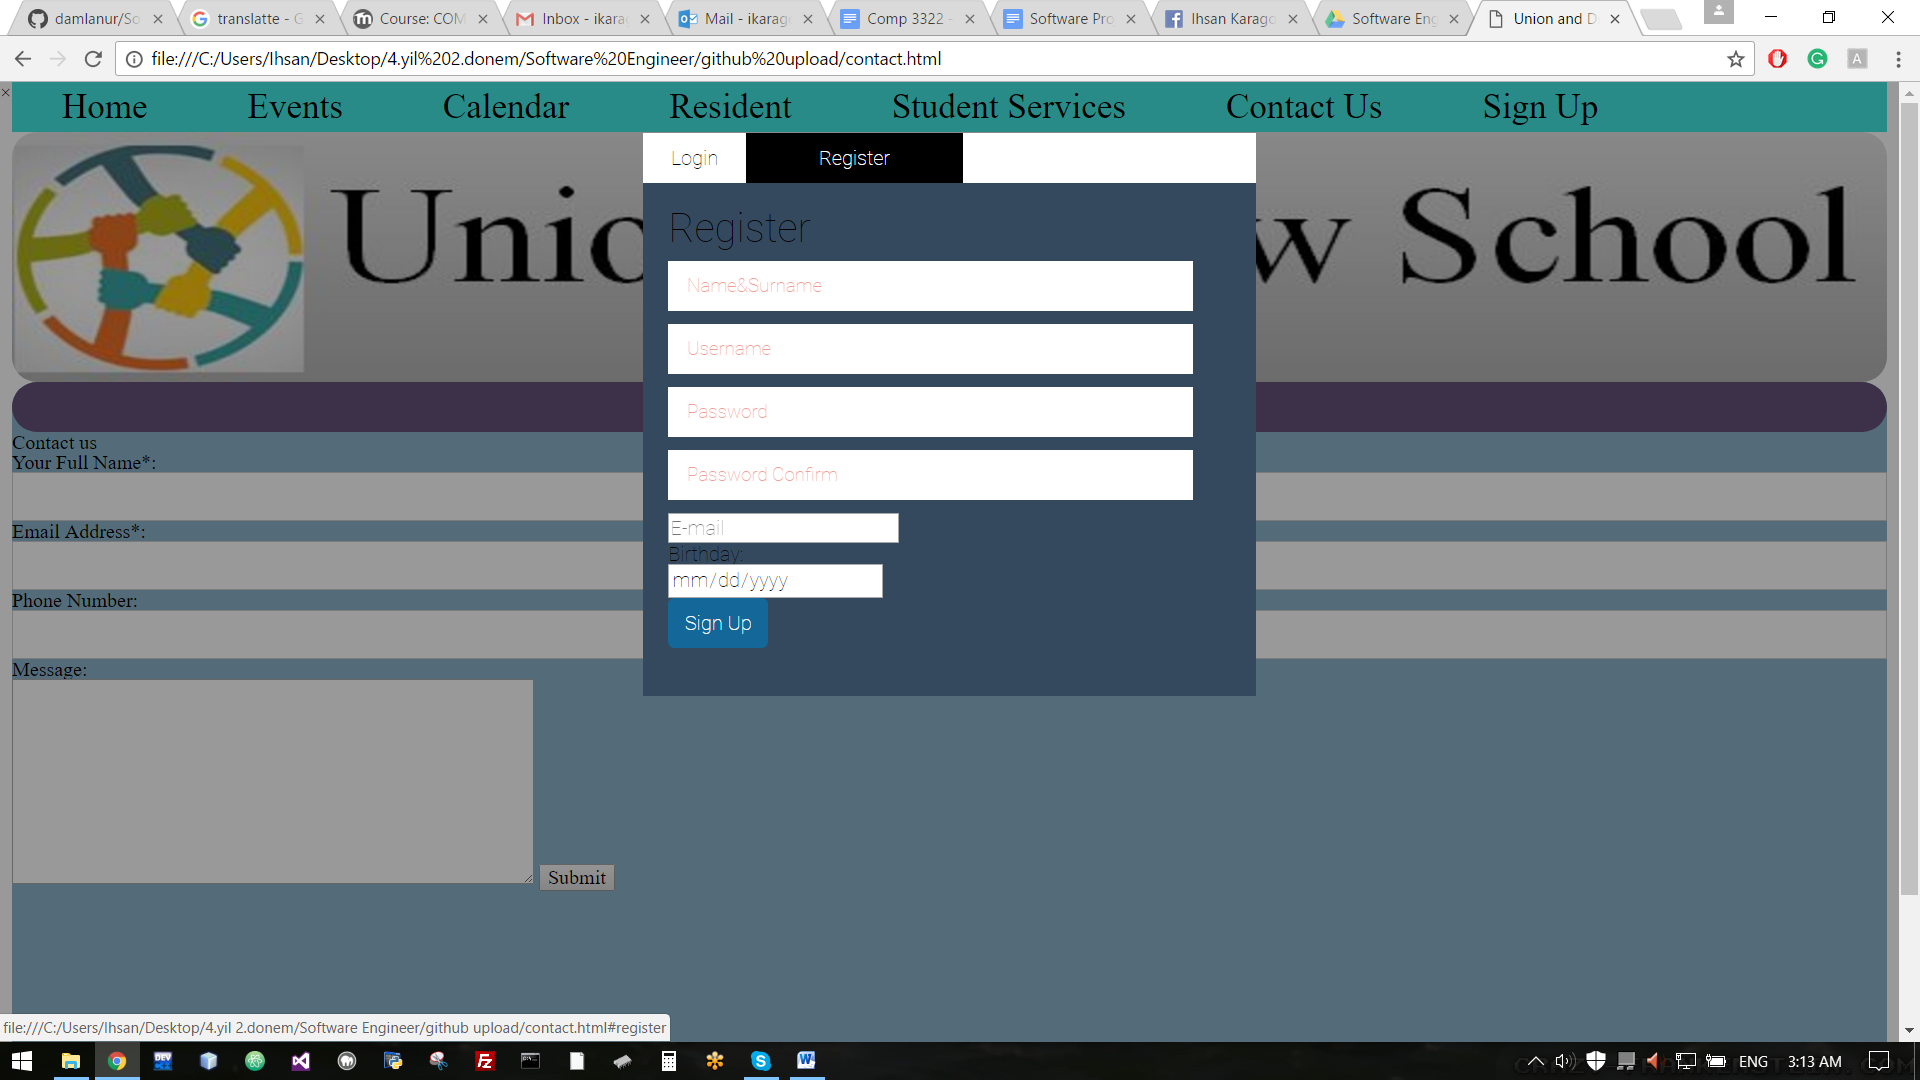 damlanur/So
translatte - G
Course: COM
Inbox - ikarag
Mail - ikarago
Comp 3322 -
Software Pro
Ihsan Karago
Software Eng
Union and D
file:///C:/Users/Ihsan/Desktop/4.yil%202.donem/Software%20Engineer/github%20upload/contact.html
Home Events Calendar Resident Student Services Contact Us Sign Up
Login Register
Unio w School
Register
Name&Surname
Username
Password
Password Confirm
E-mail
Birthday:
mm/dd/yyyy
Sign Up
Contact us
Your Full Name*:
Email Address*:
Phone Number:
Message:
Submit
file:///C:/Users/Ihsan/Desktop/4.yil 2.donem/Software Engineer/github upload/contact.html#register
ENG 3:13 AM